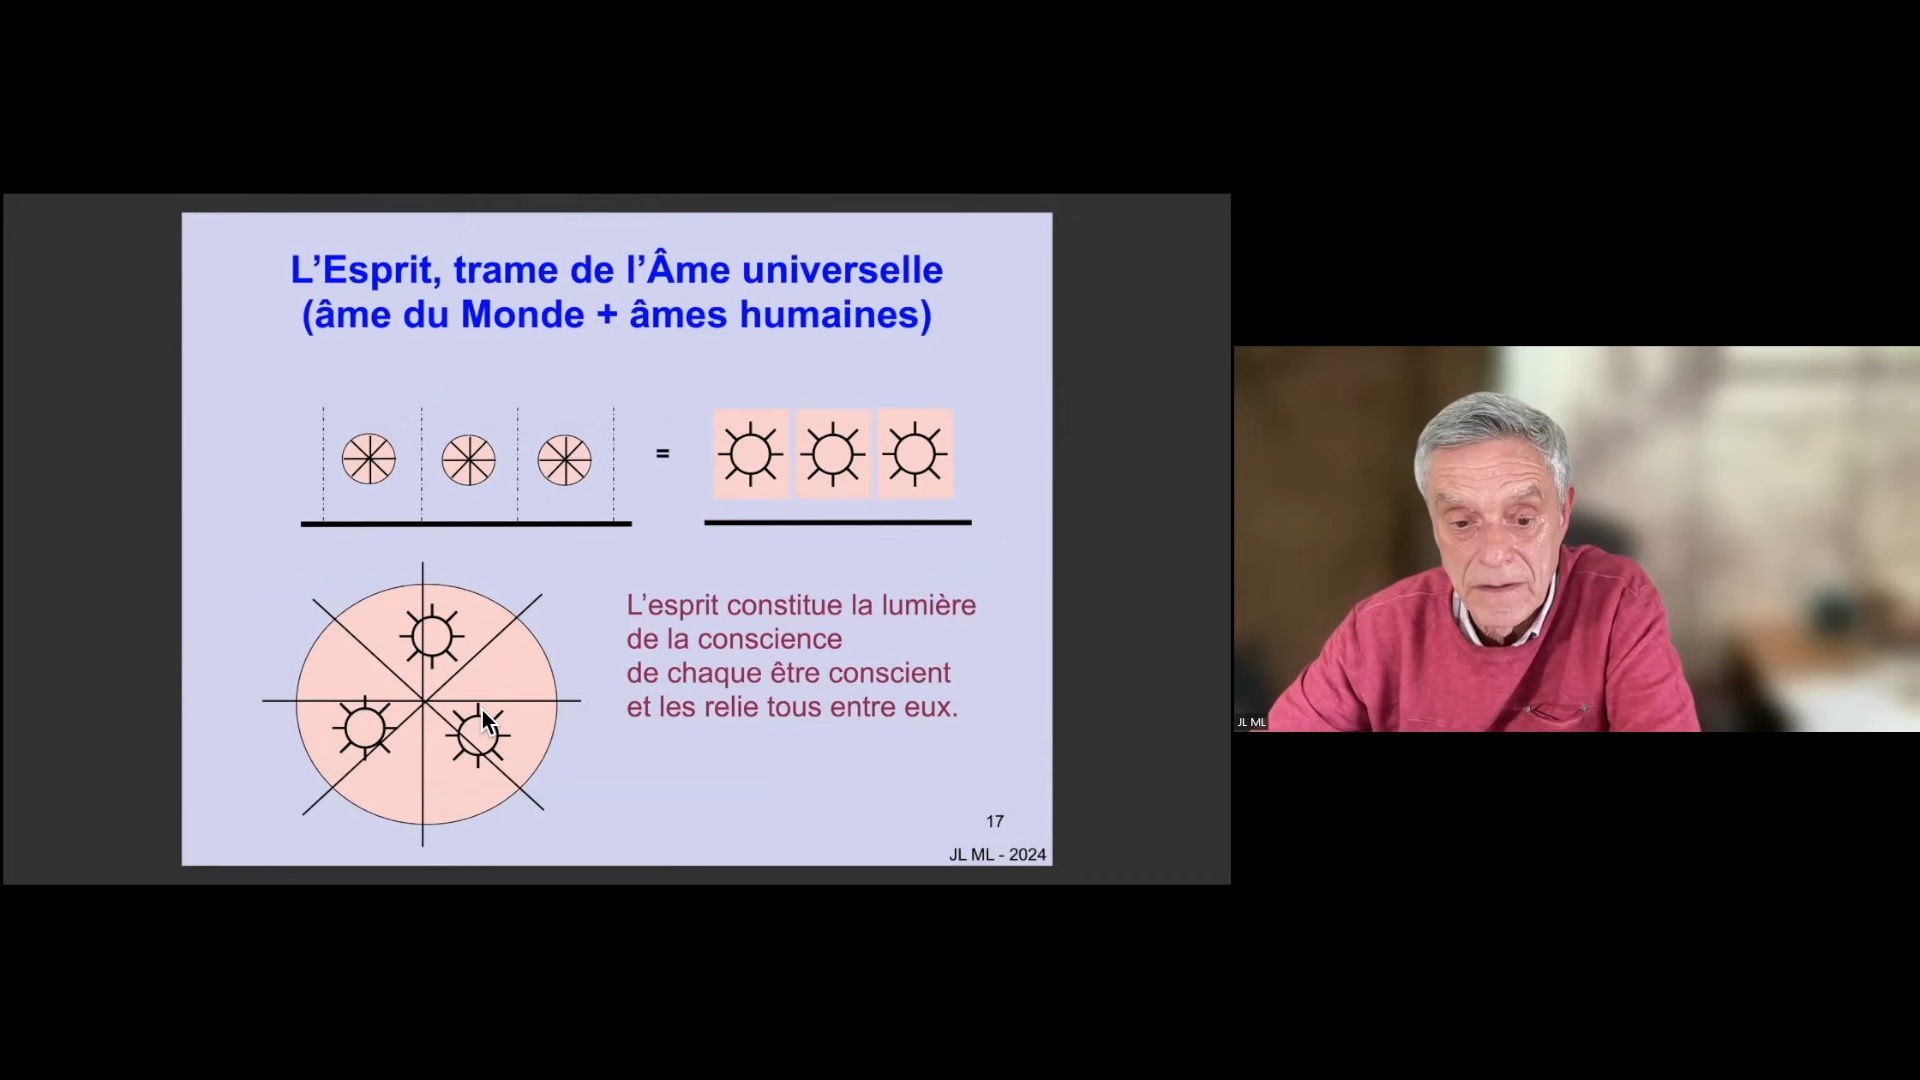 L’Esprit, trame de l’Âme universelle
(âme du Monde + âmes humaines)
=
L’esprit constitue la lumière
de la conscience
de chaque être conscient
et les relie tous entre eux.
17
JL ML - 2024
JL ML